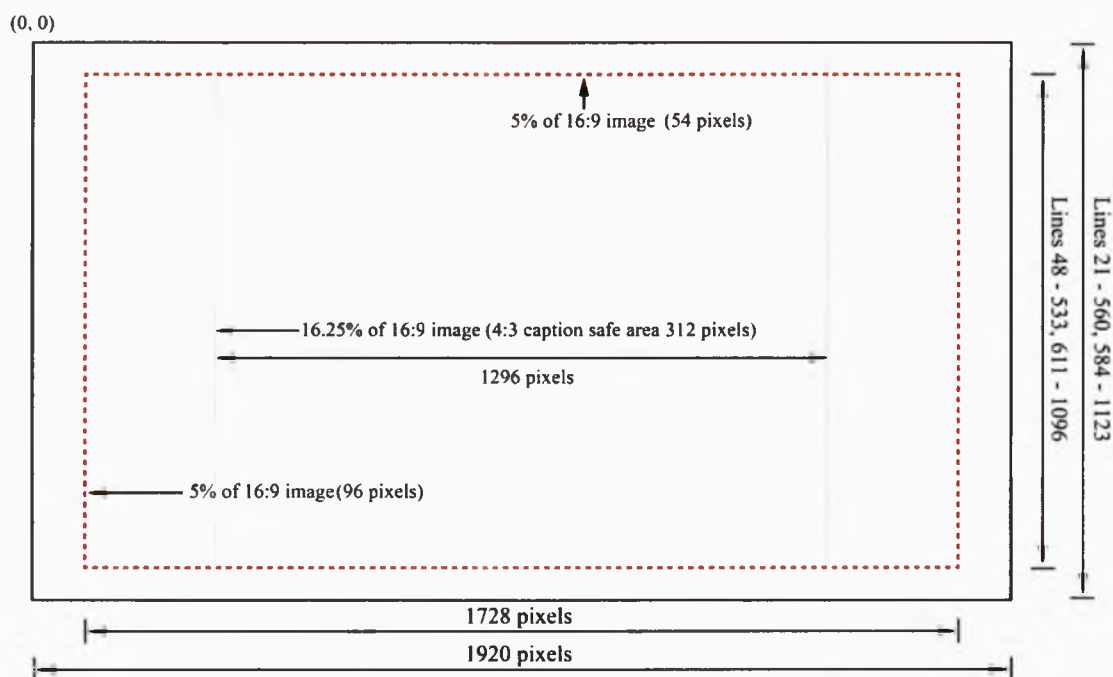 (0, 0)
5% of 16:9 image (54 pixels)
16.25% of 16:9 image (4:3 caption safe area 312 pixels)
1296 pixels
5% of 16:9 image(96 pixels)
1728 pixels
1920 pixels
Lines 48 - 533, 611 - 1096
Lines 21 - 560, 584 - 1123